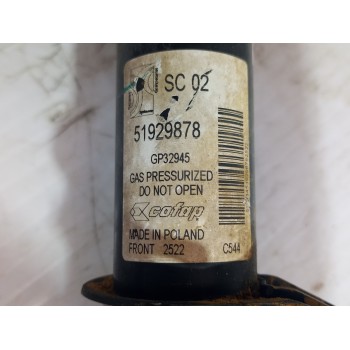 SC 02
51929878
GP32945
GAS PRESSURIZED
DO NOT OPEN
cofap
MADE IN POLAND
FRONT 2522 C544